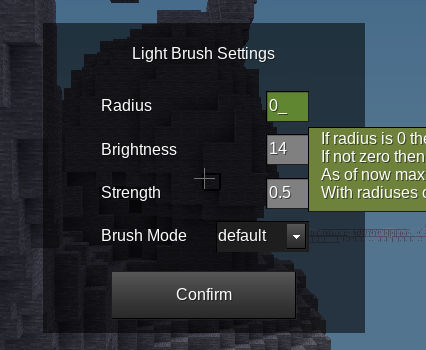 Light Brush Settings
Radius
0_
Brightness
14
Strength
0.5
Brush Mode
default
Confirm
If radius is 0 the
If not zero then
As of now max
With radiuses